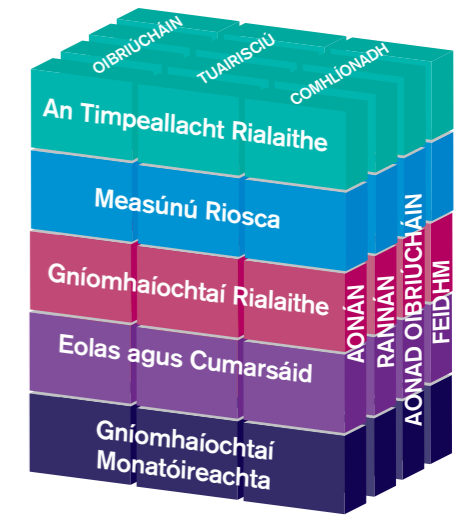 OIBRIÚCHÁIN
TUAIRISCIÚ
COMHLÍONADH
An Timpeallacht Rialaithe
Measúnú Riosca
Gníomhaíochtaí Rialaithe
Eolas agus Cumarsáid
Gníomhaíochtaí
Monatóireachta
AONÁN
RANNÁN
AONAD OIBRIÚCHÁIN
FEIDHM